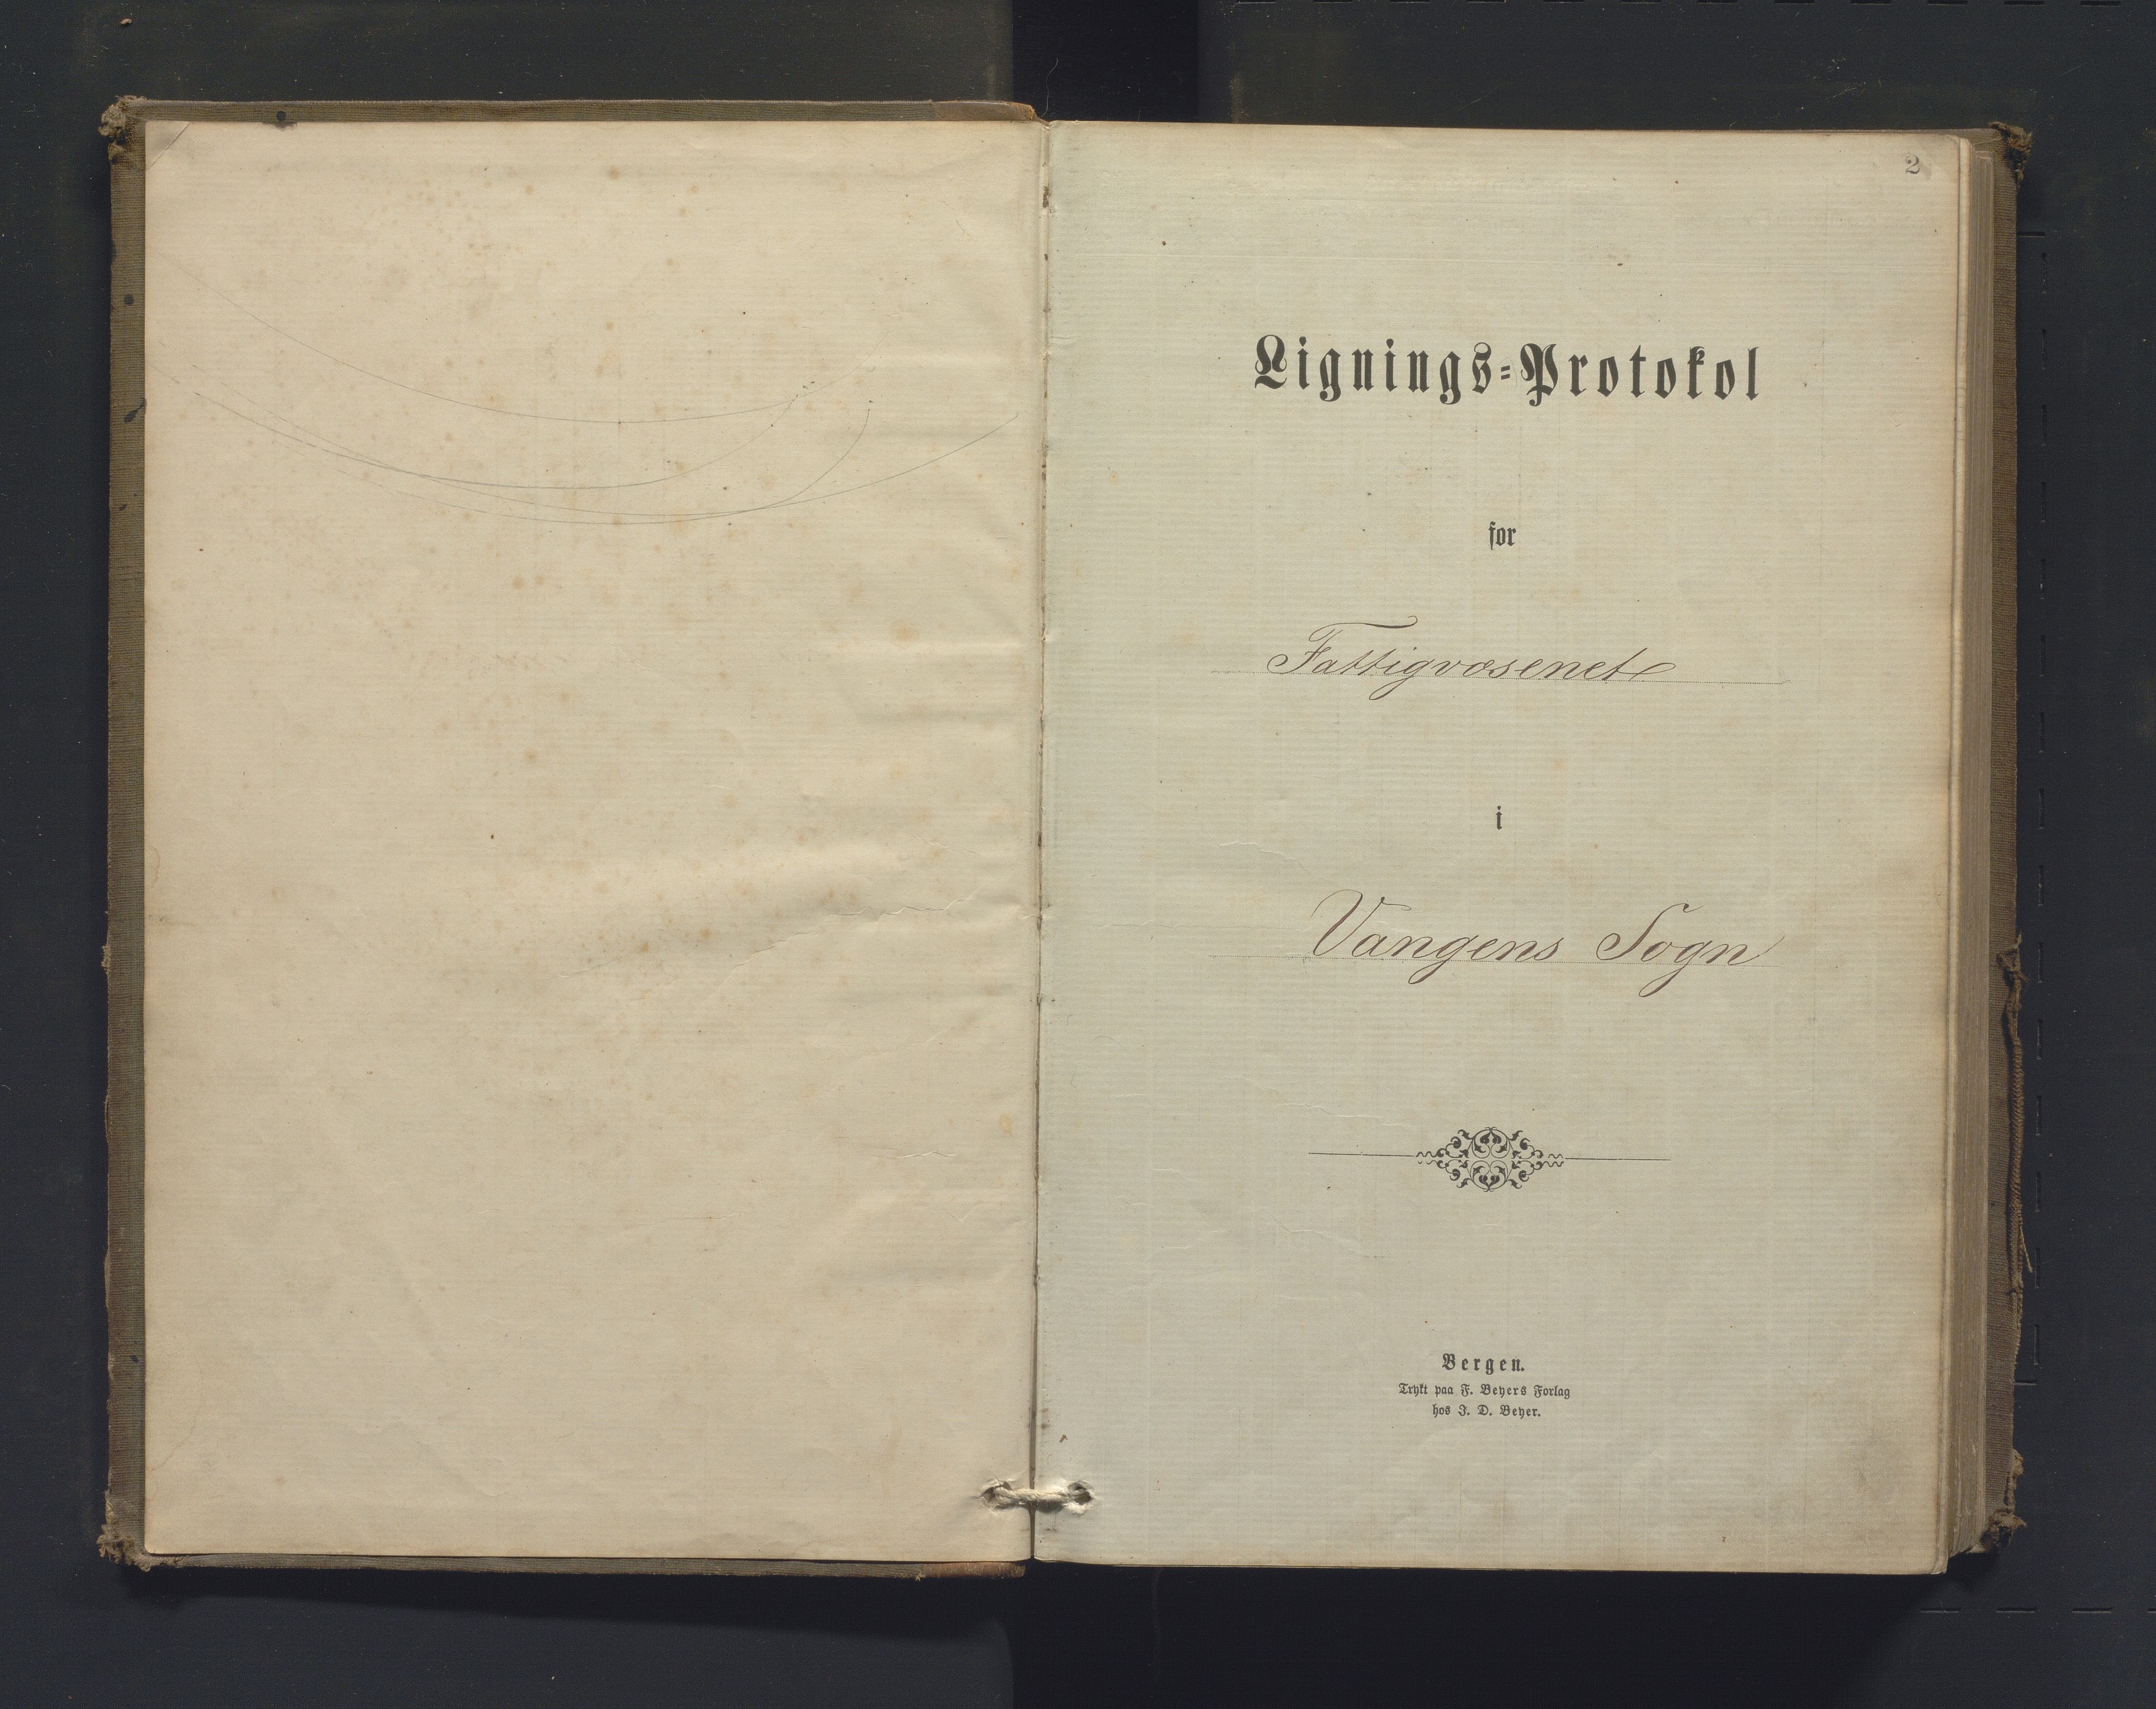 2
Lignings-Protokol
for
Fattigvæsenet
i
Vangens Sogn
Bergen.
Trykt paa F. Beyers Forlag
hos J. D. Beyer.